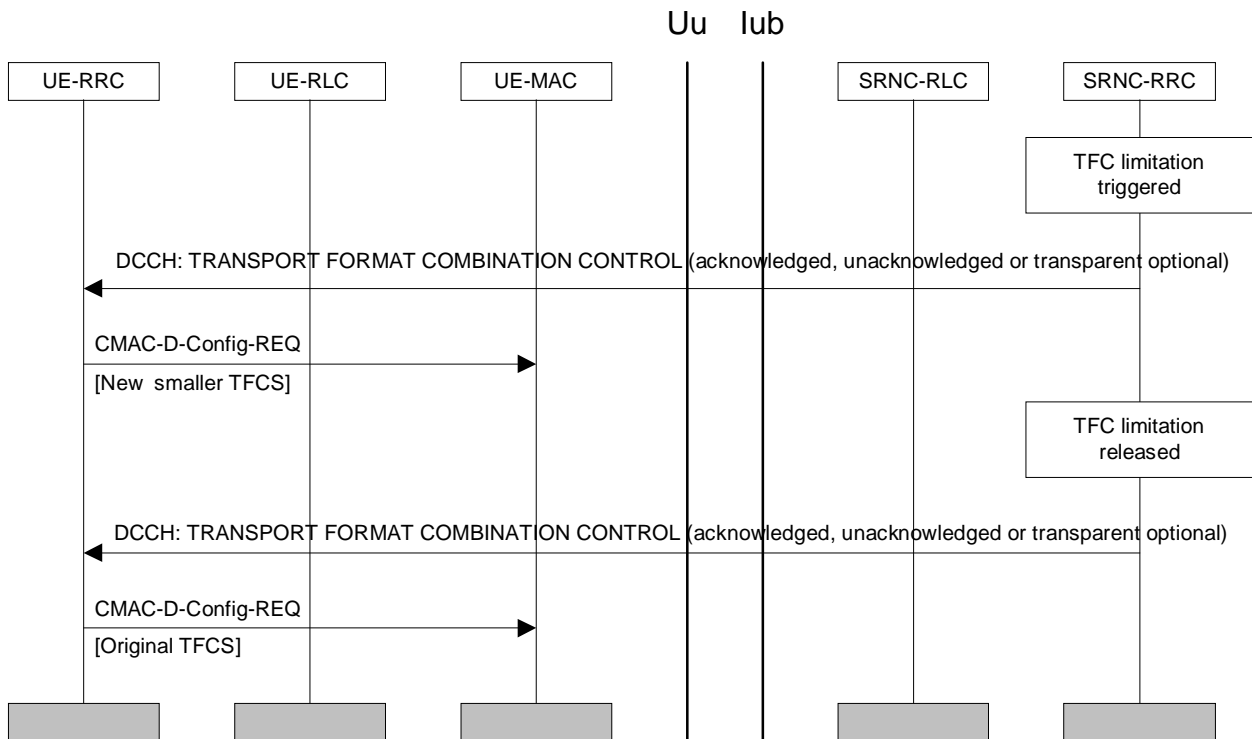 Uu Iub
UE-RRC UE-RLC UE-MAC SRNC-RLC SRNC-RRC
TFC limitation
triggered
DCCH: TRANSPORT FORMAT COMBINATION CONTROL (acknowledged, unacknowledged or transparent optional)
CMAC-D-Config-REQ
[New smaller TFCS]
TFC limitation
released
DCCH: TRANSPORT FORMAT COMBINATION CONTROL (acknowledged, unacknowledged or transparent optional)
CMAC-D-Config-REQ
[Original TFCS]